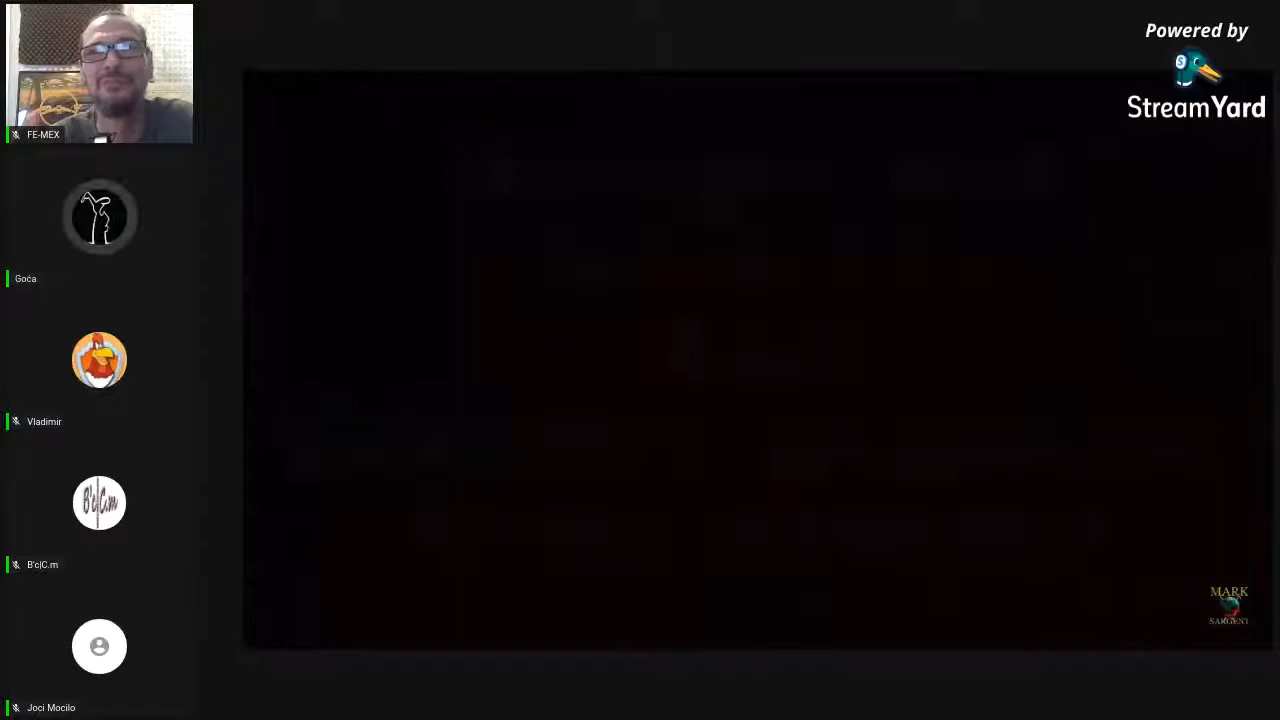 Powered by
StreamYard
FE-MEX
Goća
Vladimir
B'c|C.m
B'c|C.m
Joci Mocilo
MARK
SARGENT